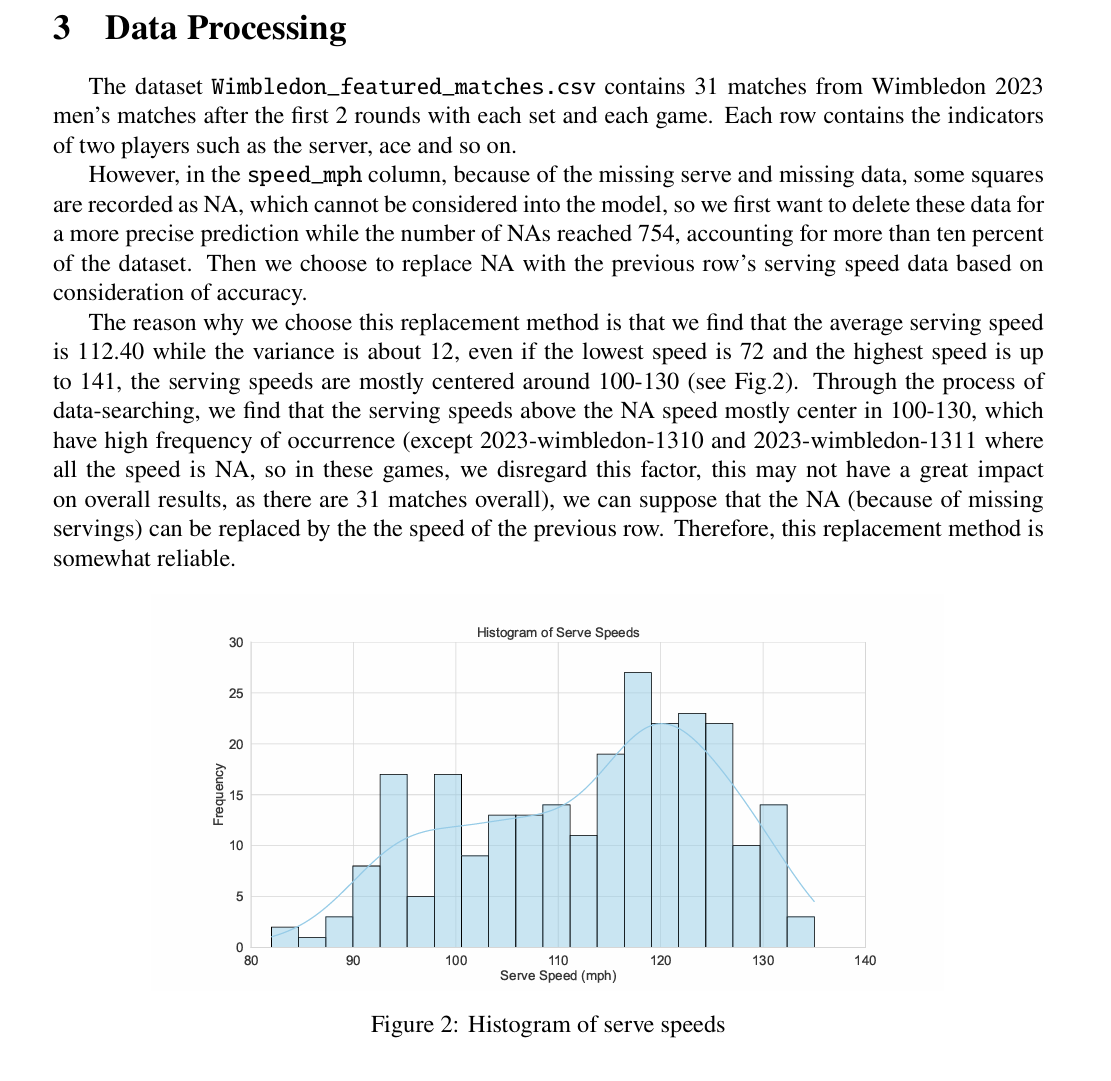 3 Data Processing
The dataset Wimbledon_featured_matches.csv contains 31 matches from Wimbledon 2023
men's matches after the first 2 rounds with each set and each game. Each row contains the indicators
of two players such as the server, ace and so on.
However, in the speed_mph column, because of the missing serve and missing data, some squares
are recorded as NA, which cannot be considered into the model, so we first want to delete these data for
a more precise prediction while the number of NAs reached 754, accounting for more than ten percent
of the dataset. Then we choose to replace NA with the previous row's serving speed data based on
consideration of accuracy.
The reason why we choose this replacement method is that we find that the average serving speed
is 112.40 while the variance is about 12, even if the lowest speed is 72 and the highest speed is up
to 141, the serving speeds are mostly centered around 100-130 (see Fig.2). Through the process of
data-searching, we find that the serving speeds above the NA speed mostly center in 100-130, which
have high frequency of occurrence (except 2023-wimbledon-1310 and 2023-wimbledon-1311 where
all the speed is NA, so in these games, we disregard this factor, this may not have a great impact
on overall results, as there are 31 matches overall), we can suppose that the NA (because of missing
servings) can be replaced by the the speed of the previous row. Therefore, this replacement method is
somewhat reliable.
Histogram of Serve Speeds
30
25
20
15
10
5
0
Frequency
80 90 100 110 120 130 140
Serve Speed (mph)
Figure 2: Histogram of serve speeds